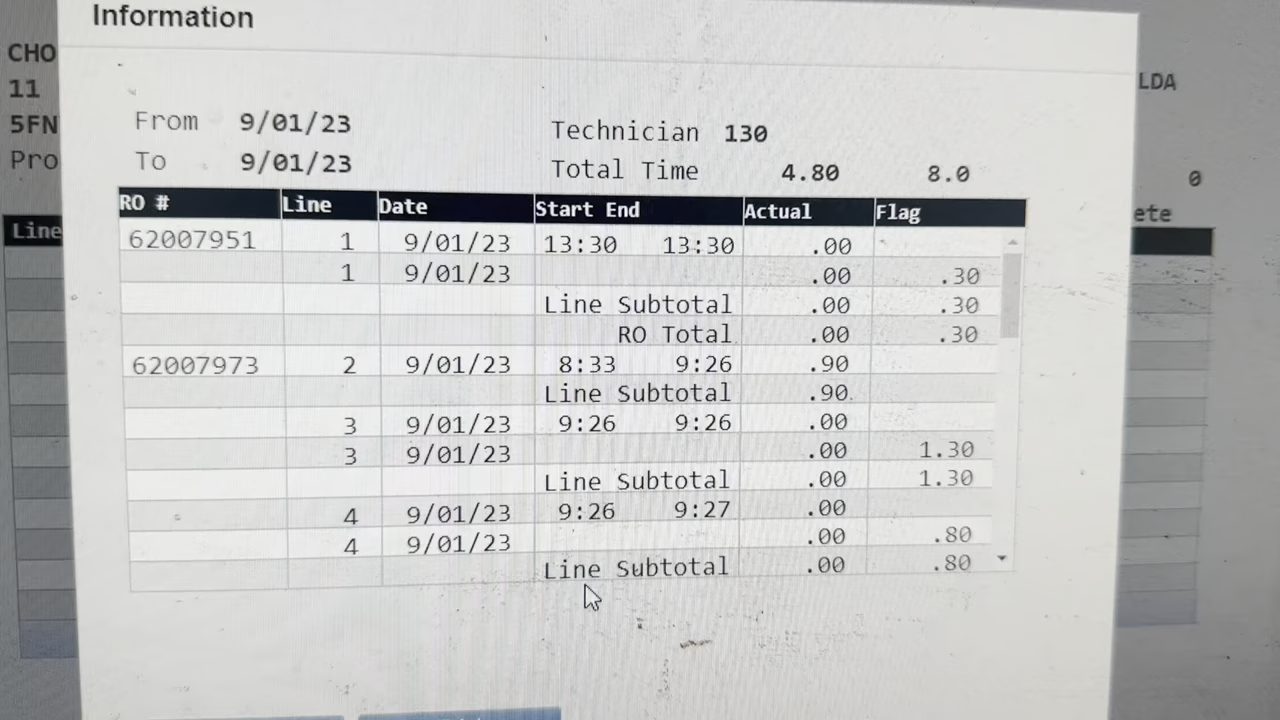 Information
CHO
11
5FN
Pro
LDA
0
ete
Line
From 9/01/23
To 9/01/23
Technician 130
Total Time 4.80 8.0
RO # Line Date Start End Actual Flag
62007951 1 9/01/23 13:30 13:30 .00
1 9/01/23 .00 .30
Line Subtotal .00 .30
RO Total .00 .30
62007973 2 9/01/23 8:33 9:26 .90
Line Subtotal .90
3 9/01/23 9:26 9:26 .00
3 9/01/23 .00 1.30
Line Subtotal .00 1.30
4 9/01/23 9:26 9:27 .00
4 9/01/23 .00 .80
Line Subtotal .00 .80